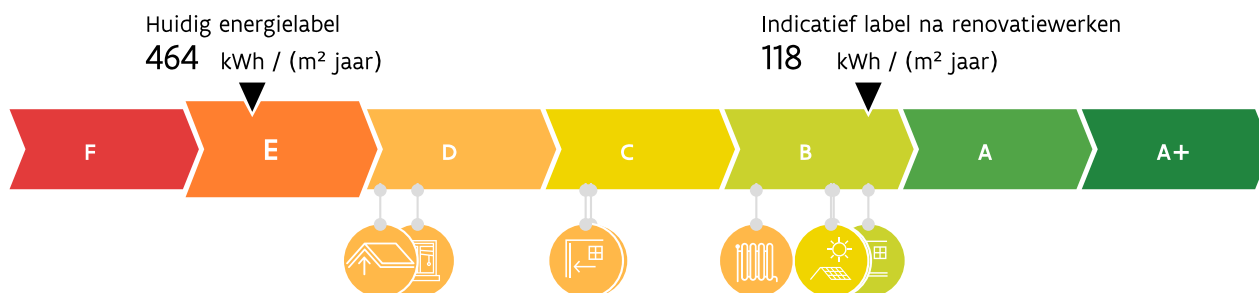 Huidig energielabel
464 kWh / (m² jaar)
Indicatief label na renovatiewerken
118 kWh / (m² jaar)
F E D C B A A+